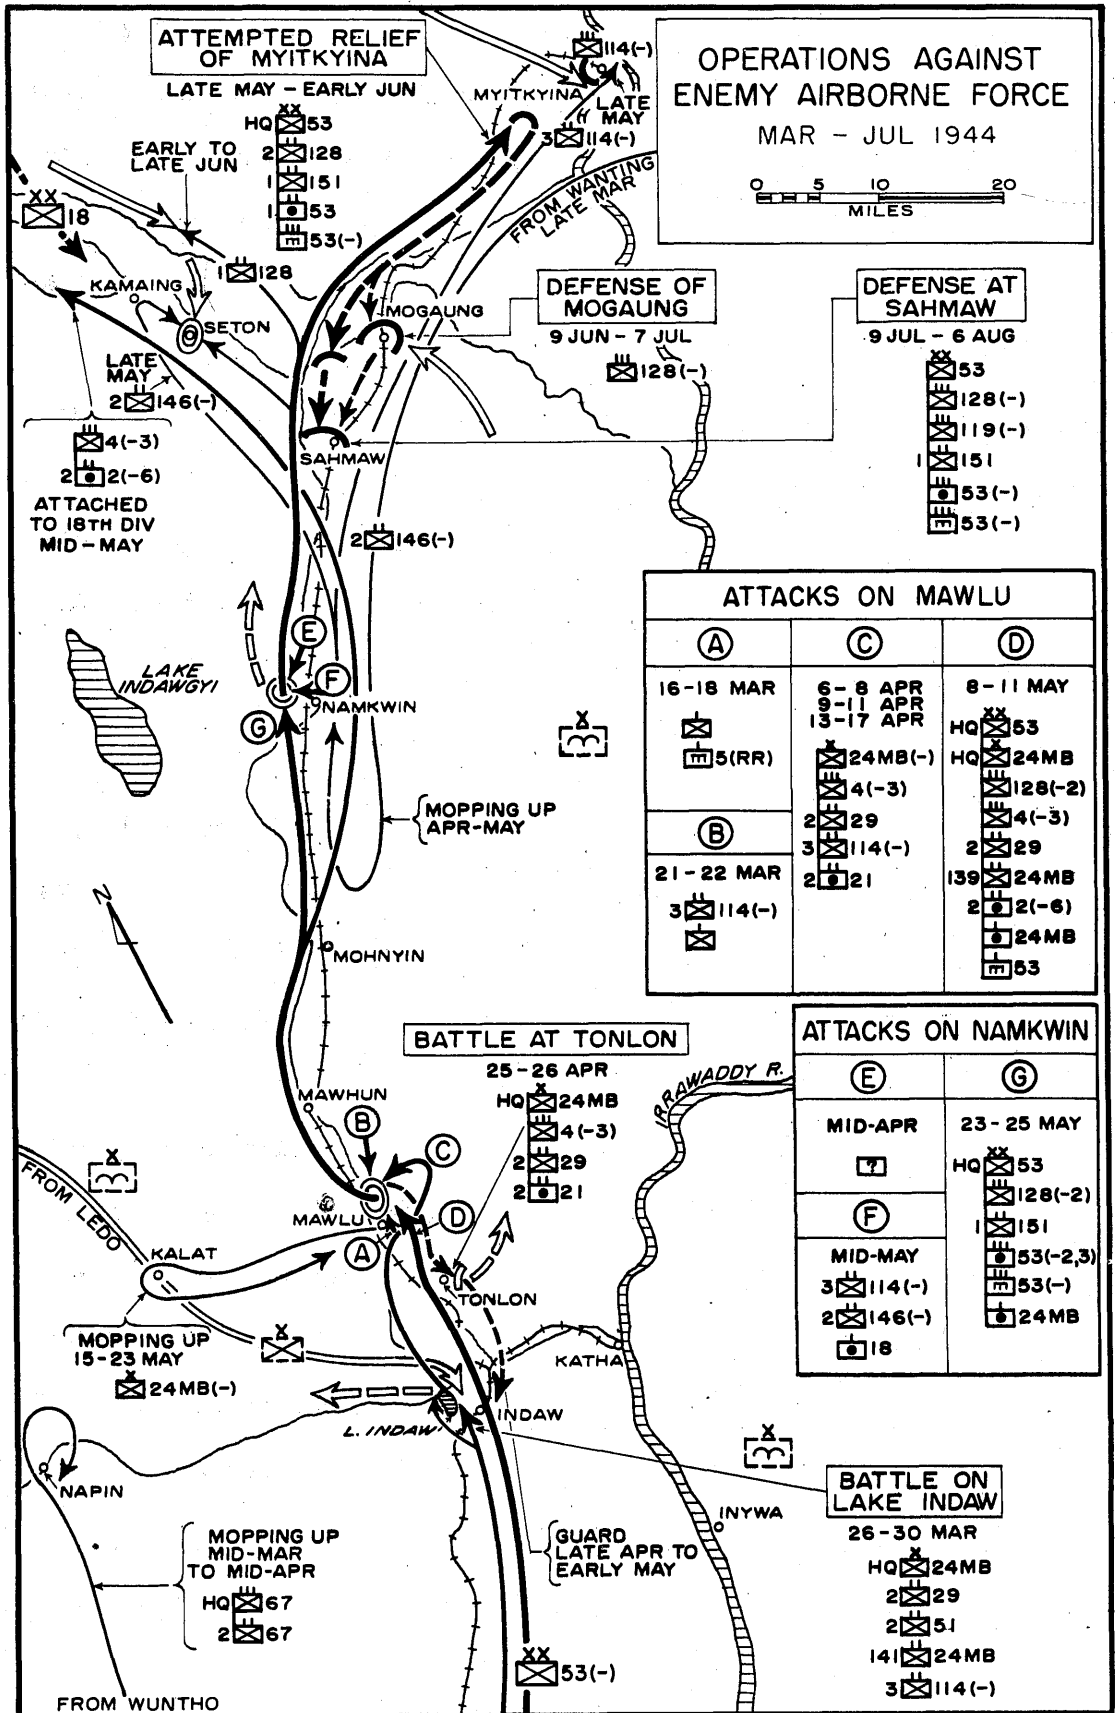 ATTEMPTED RELIEF
OF MYITKYINA
LATE MAY – EARLY JUN
XX
HQ 53
2 128
1 151
1 53
53(-)
114(-)
MYITKYINA
LATE
MAY
3 114(-)
OPERATIONS AGAINST
ENEMY AIRBORNE FORCE
MAR – JUL 1944
0 5 10 20
MILES
FROM WANTING
LATE MAR
EARLY TO
LATE JUN
XX
18
1 128
KAMAING
SETON
MOGAUNG
LATE
MAY
2 146(-)
4(-3)
2 2(-6)
ATTACHED
TO 18TH DIV
MID-MAY
DEFENSE OF
MOGAUNG
9 JUN – 7 JUL
128(-)
DEFENSE AT
SAHMAW
9 JUL – 6 AUG
XX
53
128(-)
119(-)
1 151
53(-)
53(-)
SAHMAW
2 146(-)
LAKE
INDAWGYI
E
F
NAMKWIN
G
X
MOPPING UP
APR-MAY
ATTACKS ON MAWLU
A
16-18 MAR
5(RR)
B
21-22 MAR
3 114(-)
C
6-8 APR
9-11 APR
13-17 APR
X
24MB(-)
4(-3)
2 29
3 114(-)
2 21
D
8-11 MAY
XX
HQ 53
X
HQ 24MB
128(-2)
4(-3)
2 29
139 24MB
2 2(-6)
24MB
53
N
MOHNYIN
BATTLE AT TONLON
25-26 APR
X
HQ 24MB
4(-3)
2 29
2 21
IRRAWADDY R.
ATTACKS ON NAMKWIN
E
MID-APR
?
F
MID-MAY
3 114(-)
2 146(-)
18
G
23-25 MAY
XX
HQ 53
128(-2)
1 151
53(-2,3)
53(-)
24MB
MAWHUN
B
C
X
FROM LEDO
MAWLU
D
A
KALAT
TONLON
MOPPING UP
15-23 MAY
X
24MB(-)
X
KATHA
INDAW
L. INDAW
X
NAPIN
INYWA
BATTLE ON
LAKE INDAW
26-30 MAR
X
HQ 24MB
2 29
2 51
141 24MB
3 114(-)
GUARD
LATE APR TO
EARLY MAY
MOPPING UP
MID-MAR
TO MID-APR
HQ 67
2 67
XX
53(-)
FROM WUNTHO